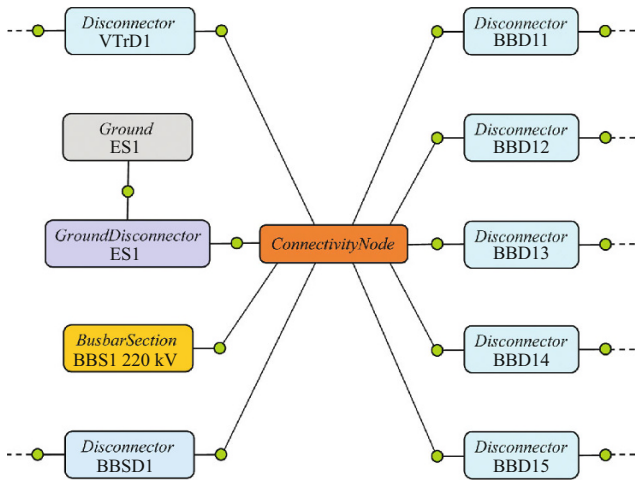 Disconnector
VTrD1
Disconnector
BBD11
Ground
ES1
Disconnector
BBD12
GroundDisconnector
ES1
ConnectivityNode
Disconnector
BBD13
BusbarSection
BBS1 220 kV
Disconnector
BBD14
Disconnector
BBSD1
Disconnector
BBD15